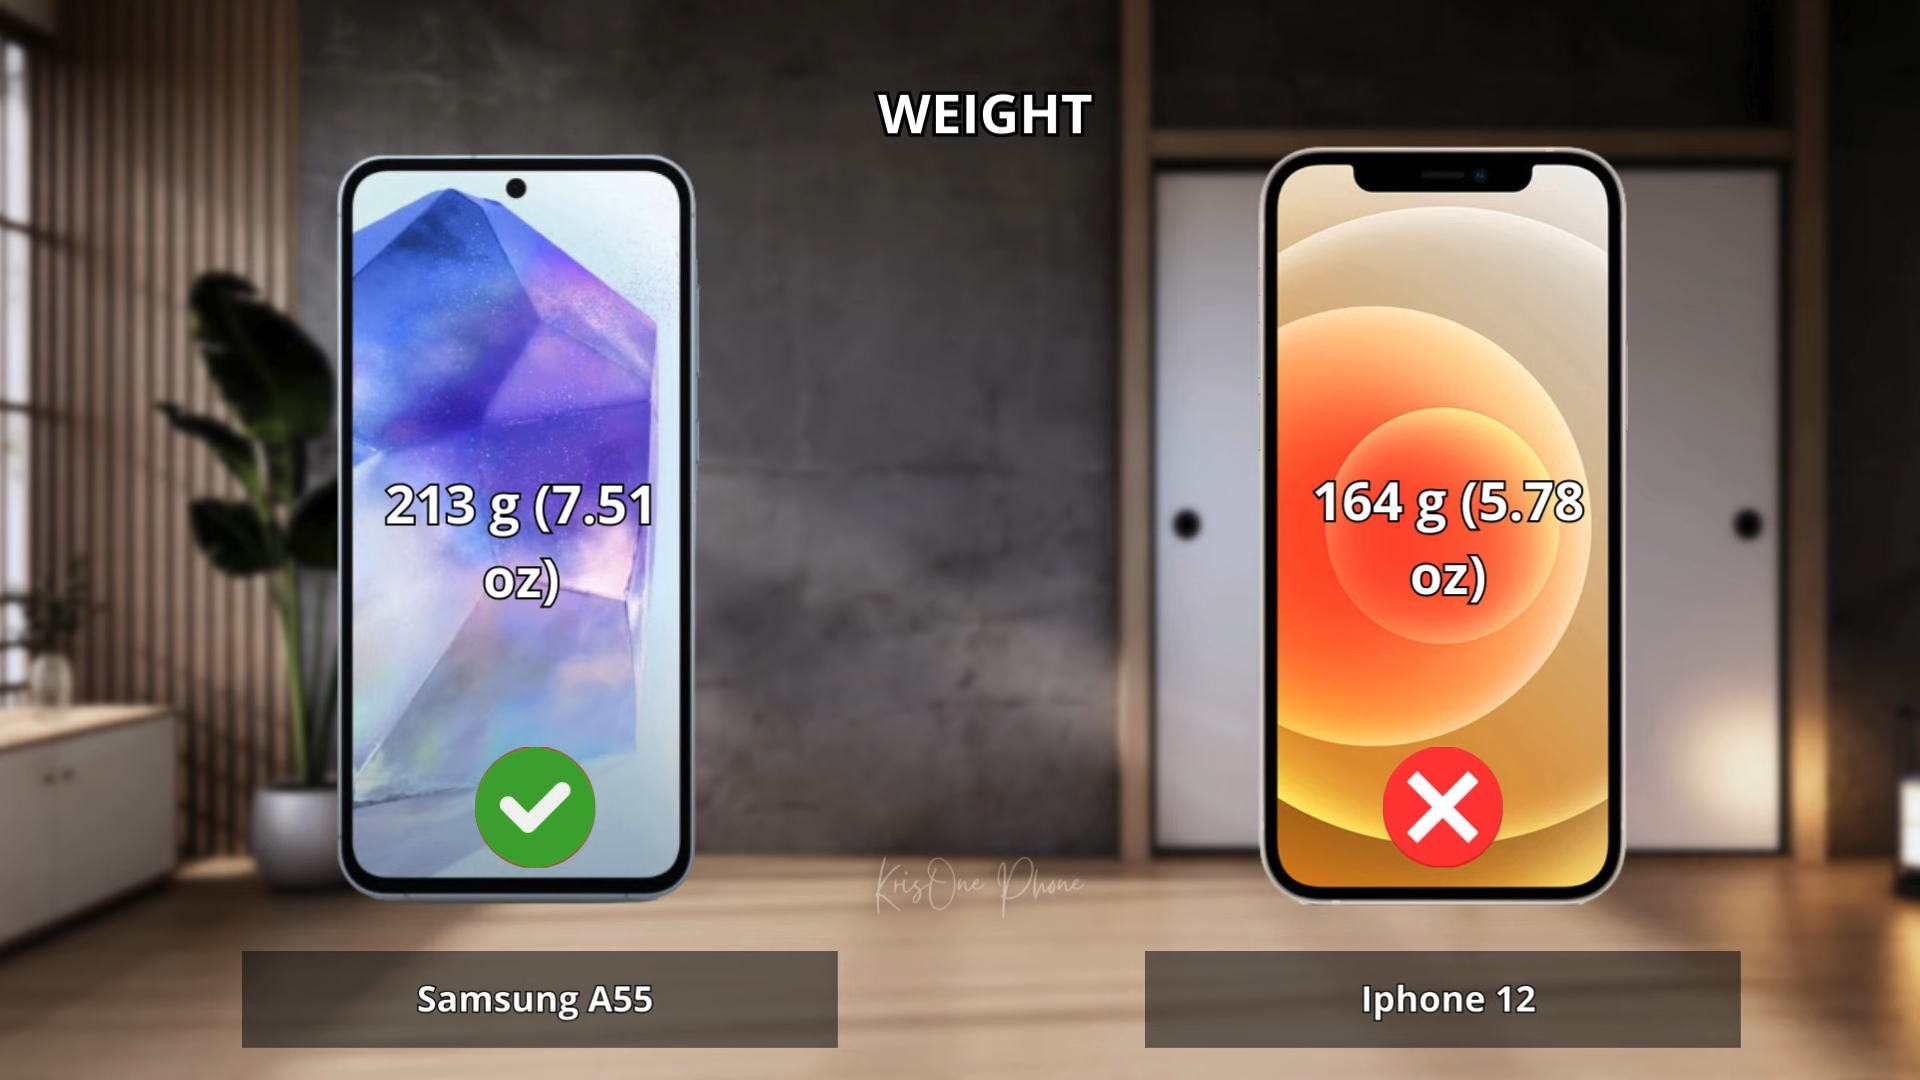 WEIGHT
213 g (7.51
oz)
164 g (5.78
oz)
KrisOne Phone
Samsung A55
Iphone 12